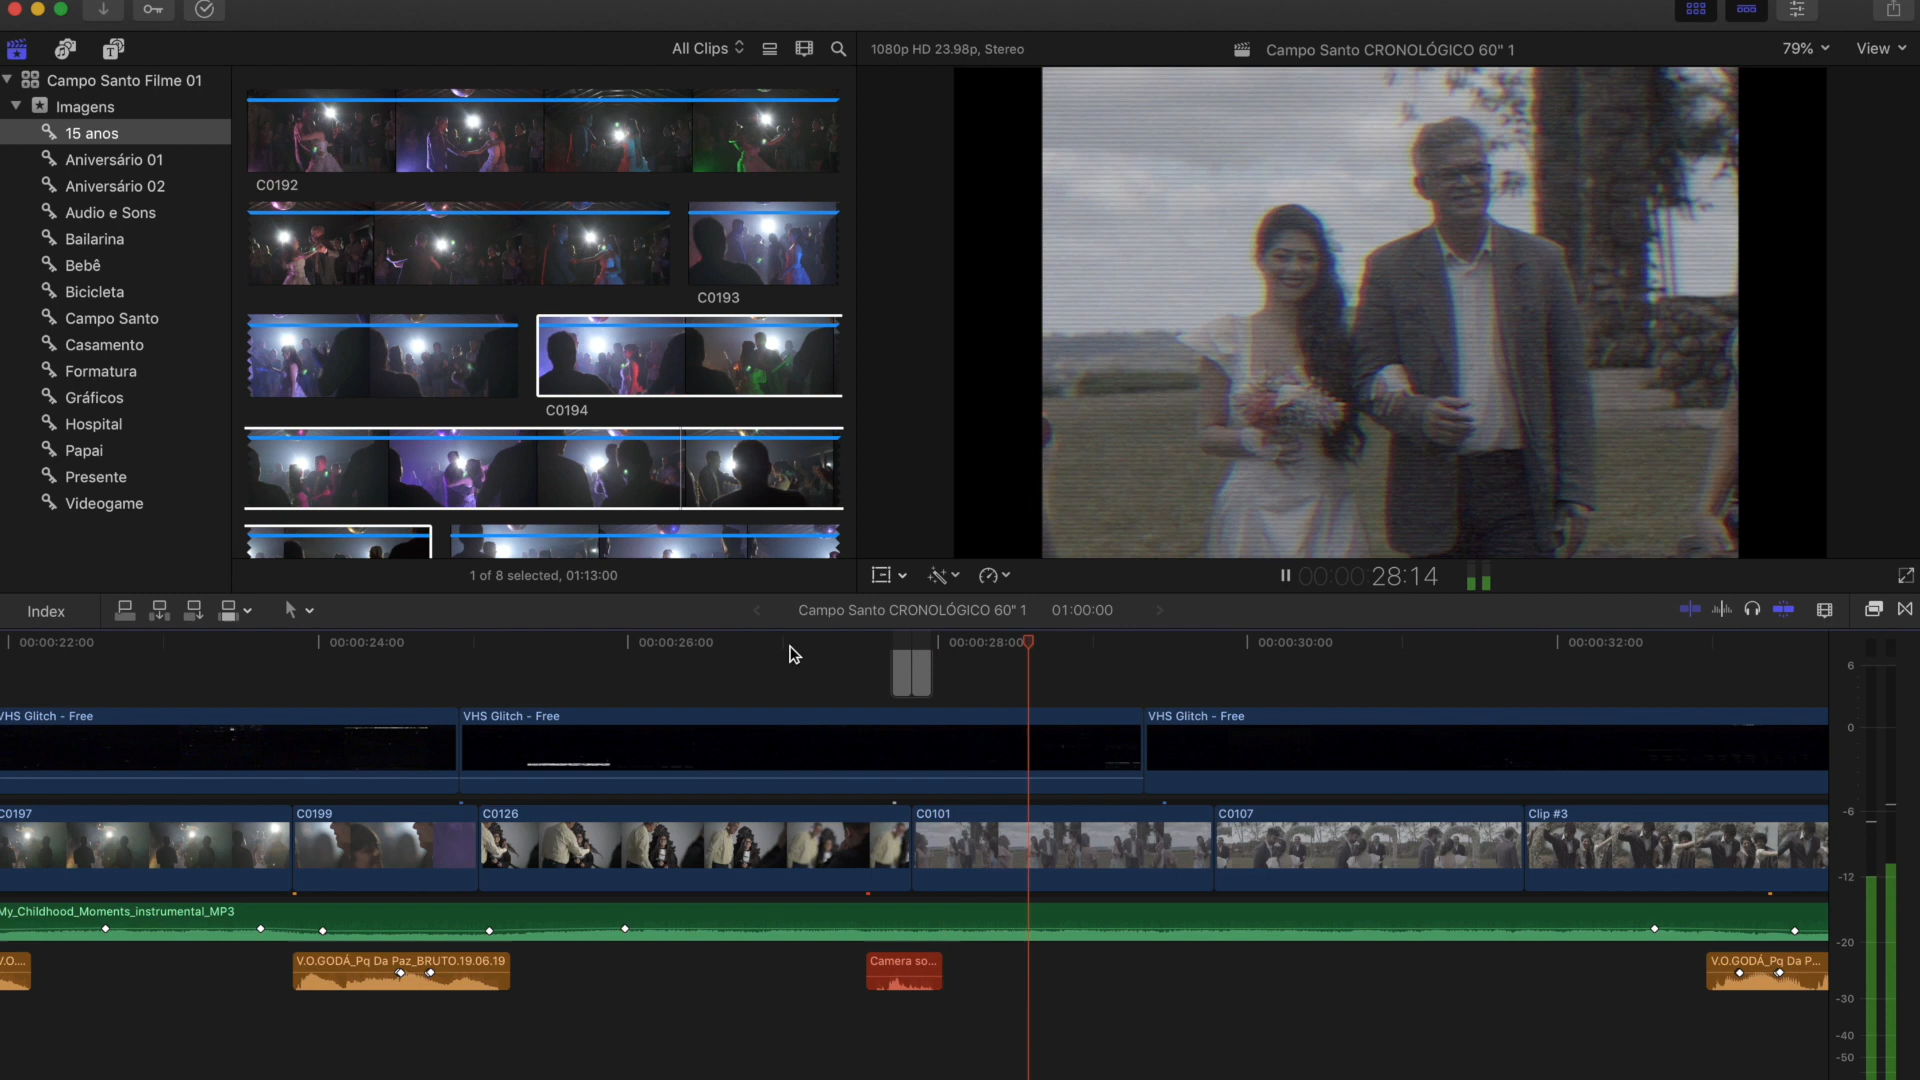 All Clips
1080p HD 23.98p, Stereo
Campo Santo CRONOLÓGICO 60" 1
79%
View
Campo Santo Filme 01
Imagens
15 anos
Aniversário 01
Aniversário 02
Audio e Sons
Bailarina
Bebê
Bicicleta
Campo Santo
Casamento
Formatura
Gráficos
Hospital
Papai
Presente
Videogame
C0192
C0193
C0194
1 of 8 selected, 01:13:00
00:00:28:14
Index
Campo Santo CRONOLÓGICO 60" 1
01:00:00
00:00:22:00
00:00:24:00
00:00:26:00
00:00:28:00
00:00:30:00
00:00:32:00
VHS Glitch - Free
VHS Glitch - Free
VHS Glitch - Free
C0197
C0199
C0126
C0101
C0107
Clip #3
My_Childhood_Moments_instrumental_MP3
V.O....
V.O.GODÁ_Pq Da Paz_BRUTO.19.06.19
Camera so...
V.O.GODÁ_Pq Da P...
6
0
-6
-12
-20
-30
-40
-50